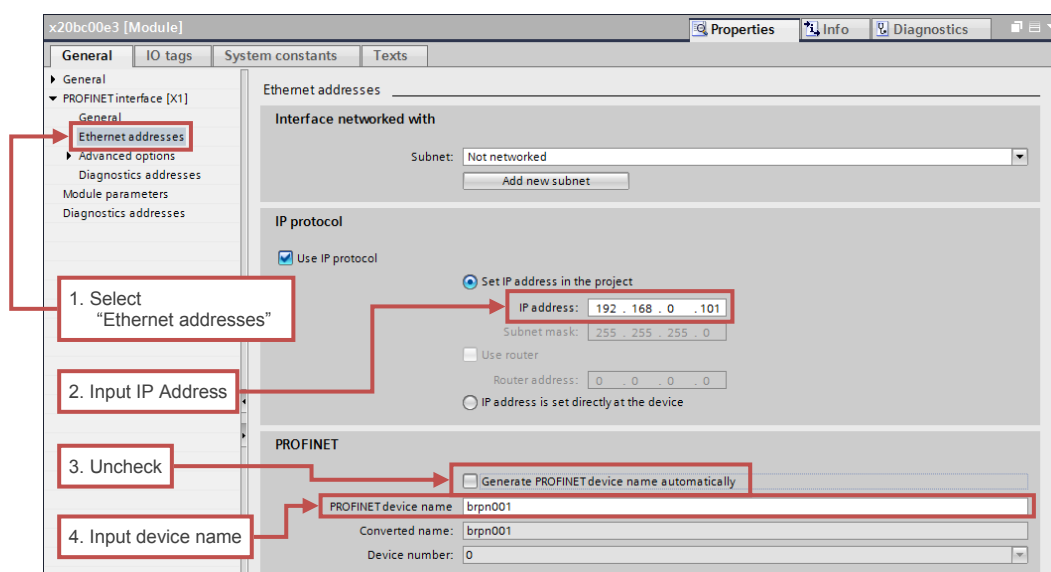 x20bc00e3 [Module]
Properties
Info
Diagnostics
General
IO tags
System constants
Texts
General
PROFINET interface [X1]
General
Ethernet addresses
Advanced options
Diagnostics addresses
Module parameters
Diagnostics addresses
Ethernet addresses
Interface networked with
Subnet: Not networked
Add new subnet
IP protocol
Use IP protocol
Set IP address in the project
IP address: 192 . 168 . 0 . 101
Subnet mask: 255 . 255 . 255 . 0
Use router
Router address: 0 . 0 . 0 . 0
IP address is set directly at the device
PROFINET
Generate PROFINET device name automatically
PROFINET device name brpn001
Converted name: brpn001
Device number: 0
1. Select
“Ethernet addresses”
2. Input IP Address
3. Uncheck
4. Input device name